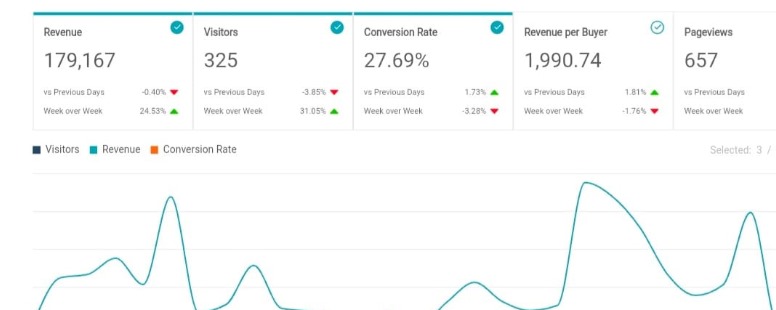 Revenue
179,167
vs Previous Days -0.40%
Week over Week 24.53%
Visitors
325
vs Previous Days -3.85%
Week over Week 31.05%
Conversion Rate
27.69%
vs Previous Days 1.73%
Week over Week -3.28%
Revenue per Buyer
1,990.74
vs Previous Days 1.81%
Week over Week -1.76%
Pageviews
657
vs Previous Days
Week over Week
Visitors Revenue Conversion Rate
Selected: 3 /